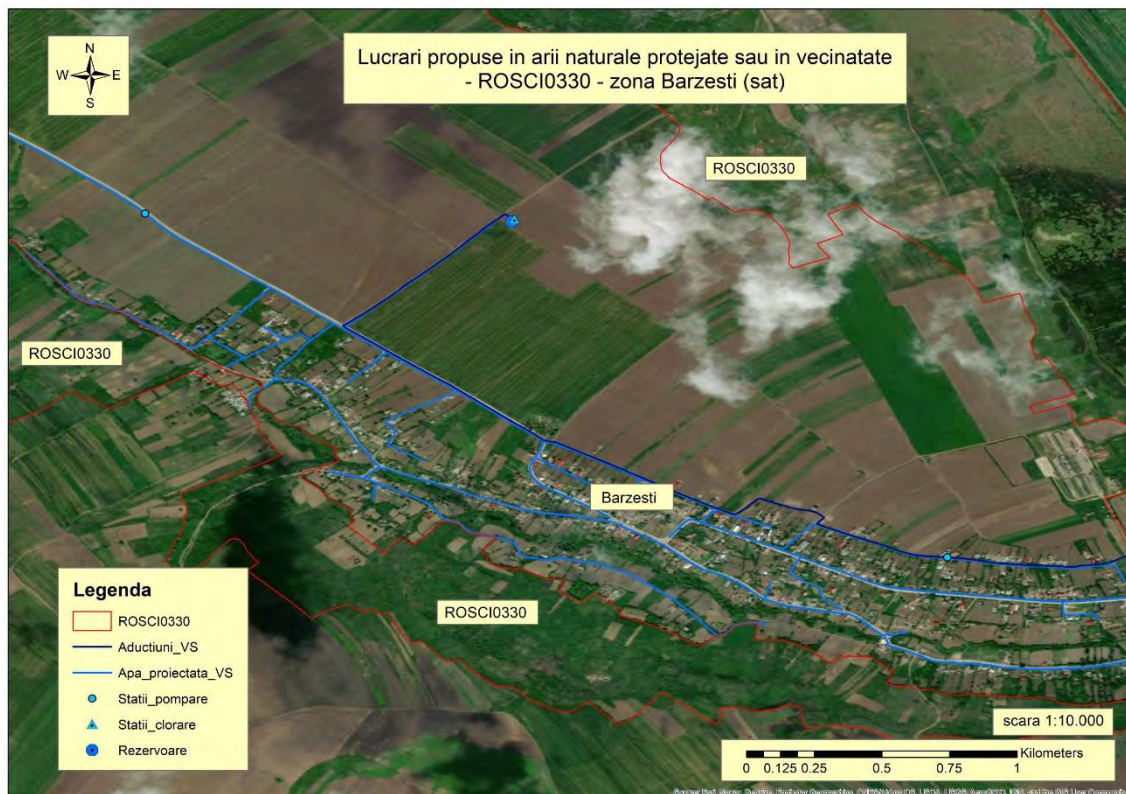 N
W E
S
Lucrari propuse in arii naturale protejate sau in vecinatate
- ROSCI0330 - zona Barzesti (sat)
ROSCI0330
ROSCI0330
Barzesti
ROSCI0330
Legenda
ROSCI0330
Aductiuni_VS
Apa_proiectata_VS
Statii_pompare
Statii_clorare
Rezervoare
scara 1:10.000
Kilometers
0 0.125 0.25 0.5 0.75 1